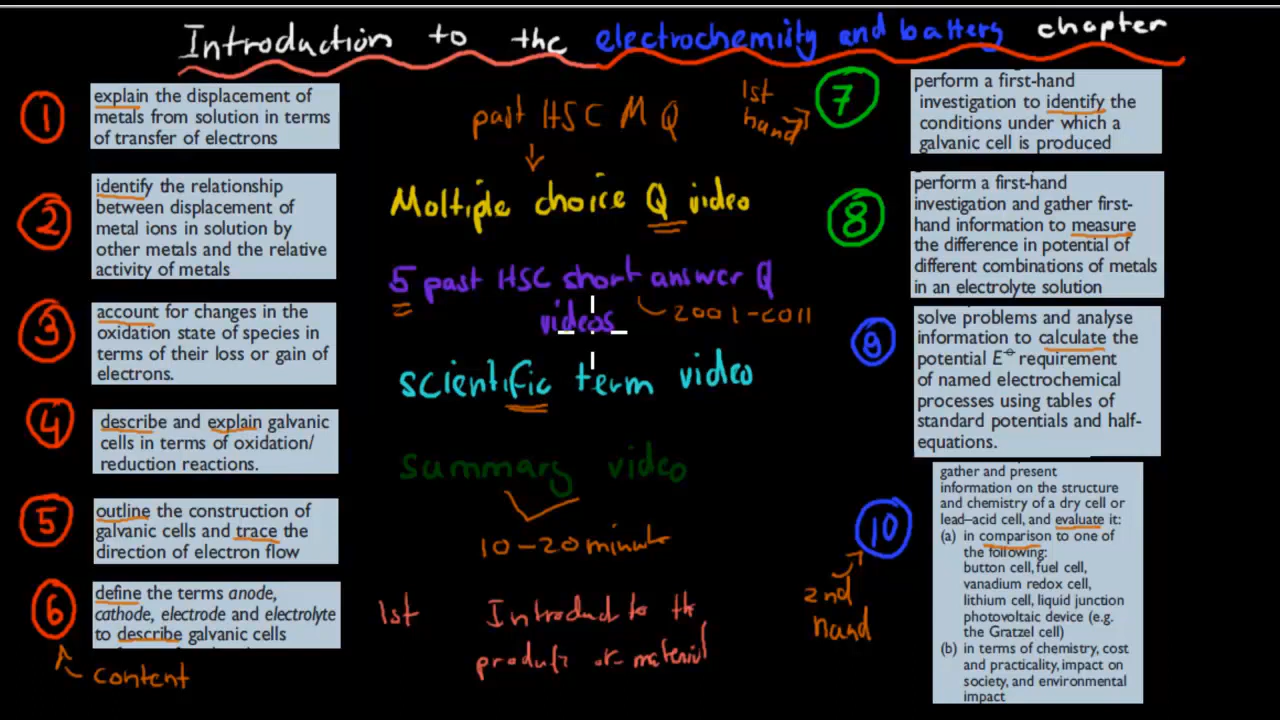 Introduction to the electrochemisty and battery chapter
1
explain the displacement of
metals from solution in terms
of transfer of electrons
2
identify the relationship
between displacement of
metal ions in solution by
other metals and the relative
activity of metals
3
account for changes in the
oxidation state of species in
terms of their loss or gain of
electrons.
4
describe and explain galvanic
cells in terms of oxidation/
reduction reactions.
5
outline the construction of
galvanic cells and trace the
direction of electron flow
6
define the terms anode,
cathode, electrode and electrolyte
to describe galvanic cells
content
past HSC M Q
Multiple choice Q video
5 past HSC short answer Q
videos
2001-2011
scientific term video
summary video
10-20 minute
1st
Introduct to the
product or material
1st
hand
7
perform a first-hand
investigation to identify the
conditions under which a
galvanic cell is produced
8
perform a first-hand
investigation and gather first-
hand information to measure
the difference in potential of
different combinations of metals
in an electrolyte solution
9
solve problems and analyse
information to calculate the
potential E⦵ requirement
of named electrochemical
processes using tables of
standard potentials and half-
equations.
10
2nd
hand
gather and present
information on the structure
and chemistry of a dry cell or
lead–acid cell, and evaluate it:
(a) in comparison to one of
the following:
button cell, fuel cell,
vanadium redox cell,
lithium cell, liquid junction
photovoltaic device (e.g.
the Gratzel cell)
(b) in terms of chemistry, cost
and practicality, impact on
society, and environmental
impact